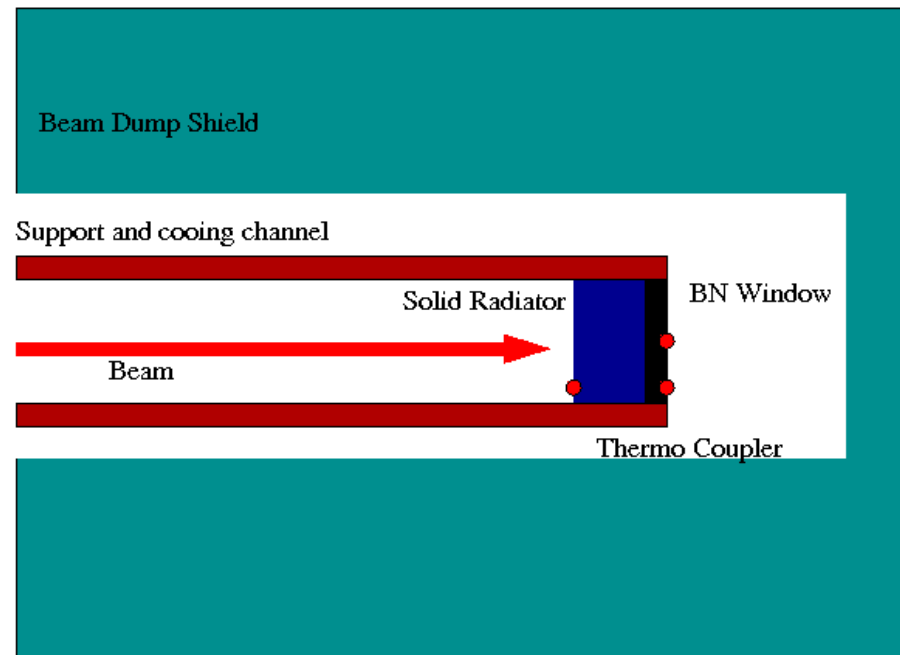 Beam Dump Shield
Support and cooing channel
Solid Radiator
BN Window
Beam
Thermo Coupler